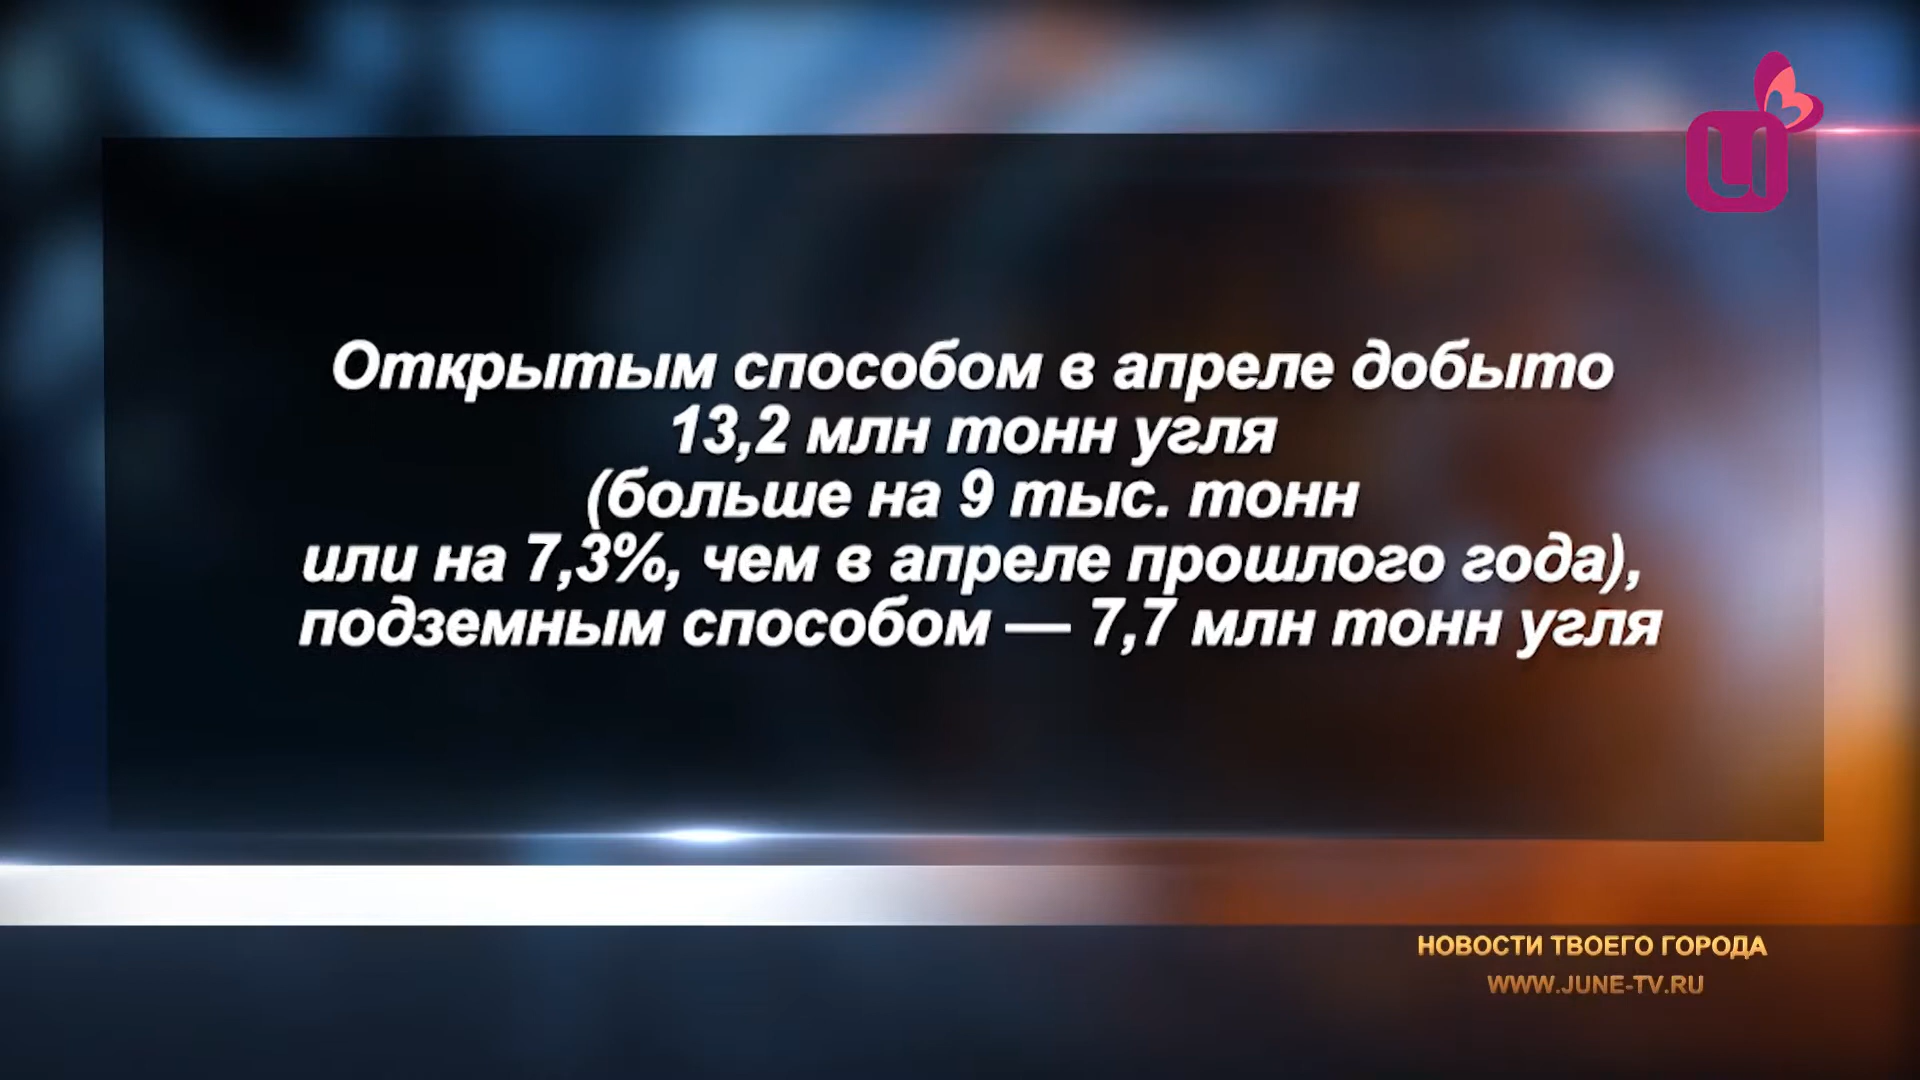 Открытым способом в апреле добыто
13,2 млн тонн угля
(больше на 9 тыс. тонн
или на 7,3%, чем в апреле прошлого года),
подземным способом — 7,7 млн тонн угля
НОВОСТИ ТВОЕГО ГОРОДА
WWW.JUNE-TV.RU